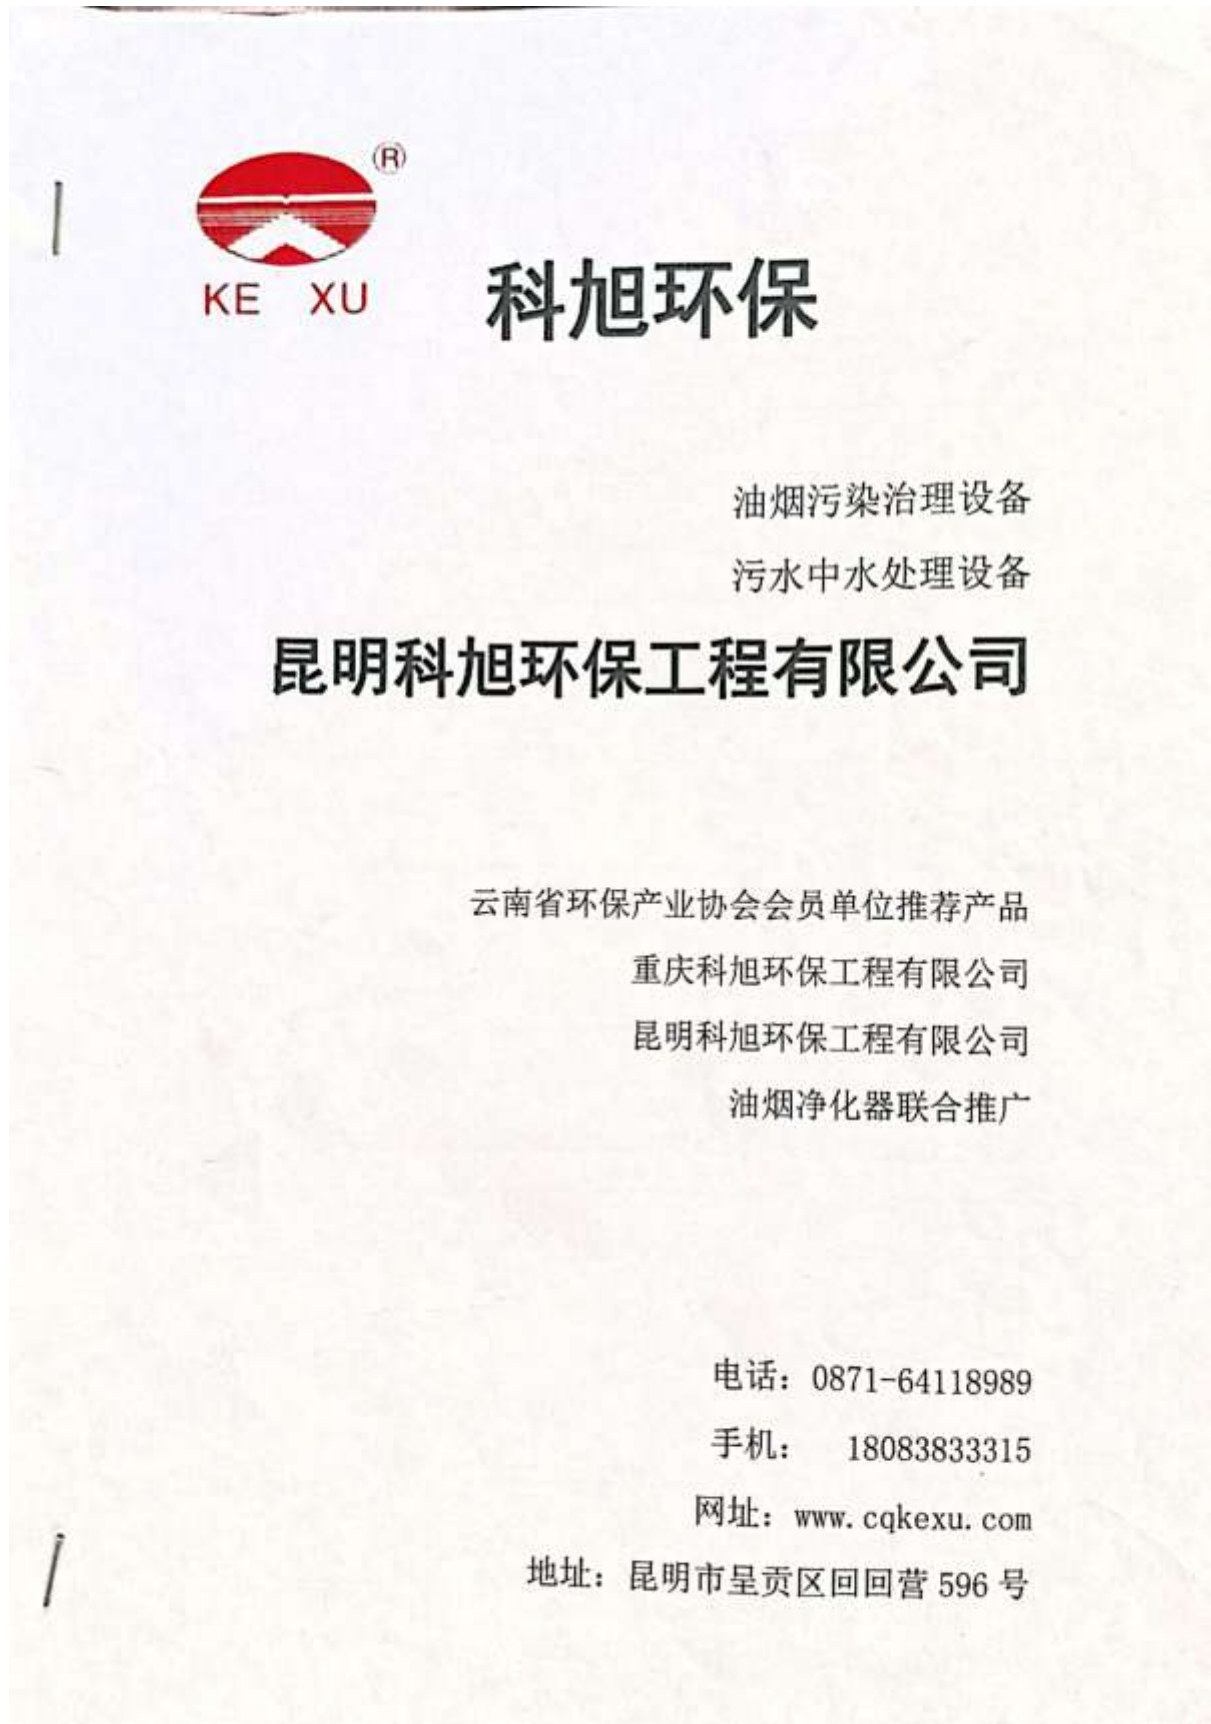 ®
KE XU
科旭环保
油烟污染治理设备
污水中水处理设备
昆明科旭环保工程有限公司
云南省环保产业协会会员单位推荐产品
重庆科旭环保工程有限公司
昆明科旭环保工程有限公司
油烟净化器联合推广
电话：0871-64118989
手机： 18083833315
网址：www.cqkexu.com
地址：昆明市呈贡区回回营 596 号